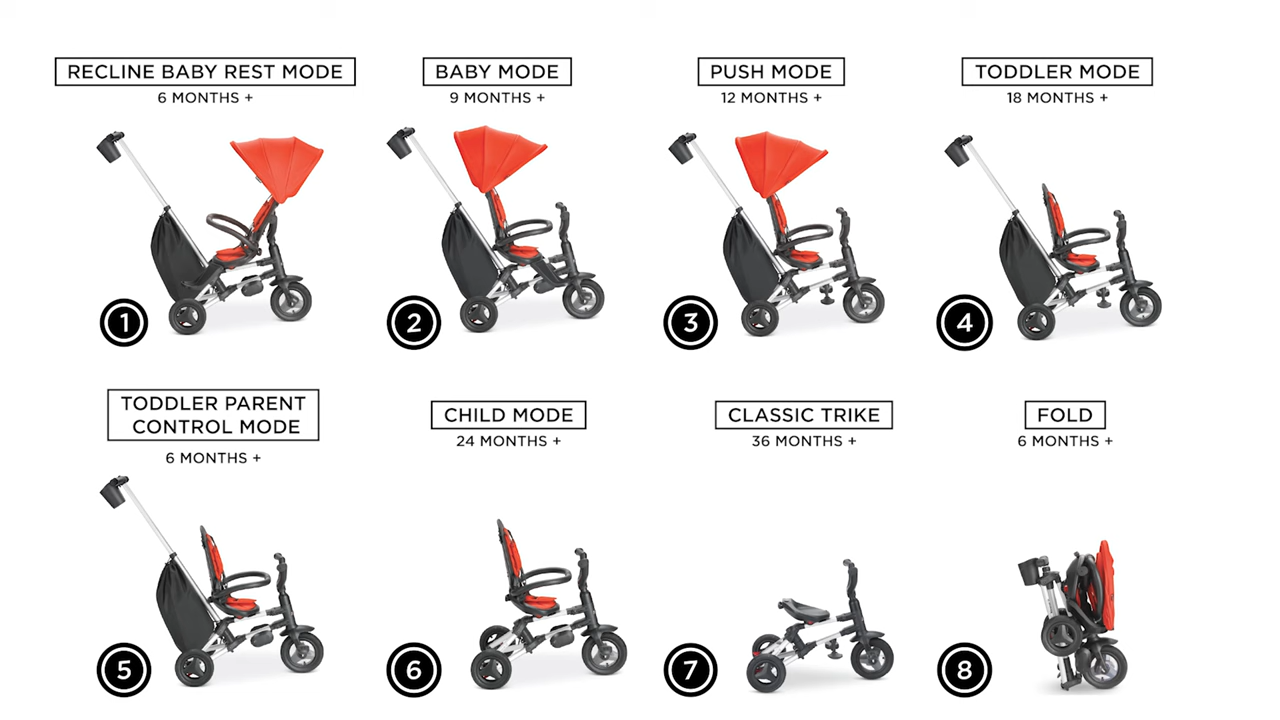 RECLINE BABY REST MODE
6 MONTHS +
BABY MODE
9 MONTHS +
PUSH MODE
12 MONTHS +
TODDLER MODE
18 MONTHS +
1
2
3
4
TODDLER PARENT
CONTROL MODE
6 MONTHS +
CHILD MODE
24 MONTHS +
CLASSIC TRIKE
36 MONTHS +
FOLD
6 MONTHS +
5
6
7
8